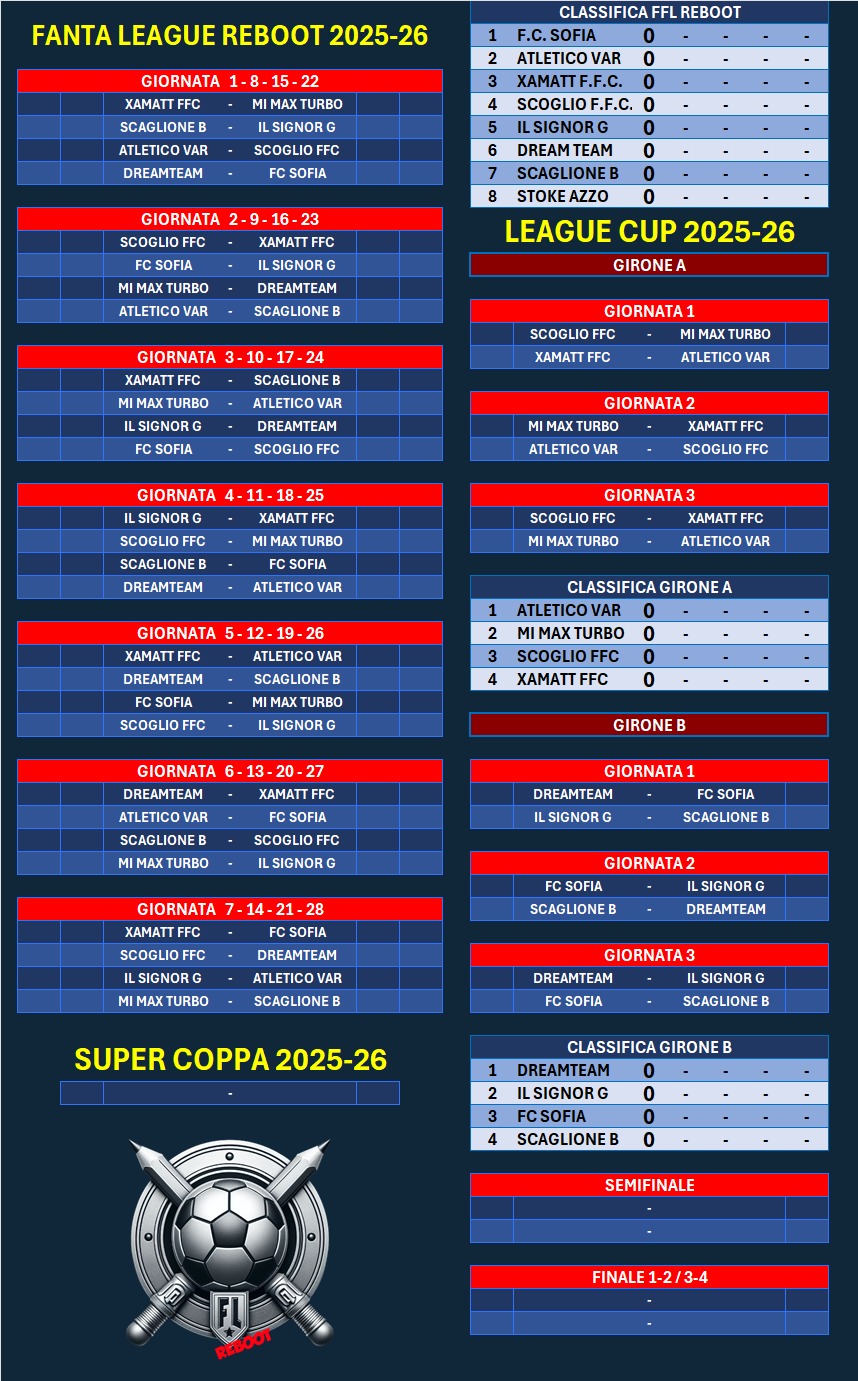 FANTA LEAGUE REBOOT 2025-26
GIORNATA 1 - 8 - 15 - 22
XAMATT FFC - MI MAX TURBO
SCAGLIONE B - IL SIGNOR G
ATLETICO VAR - SCOGLIO FFC
DREAMTEAM - FC SOFIA
GIORNATA 2 - 9 - 16 - 23
SCOGLIO FFC - XAMATT FFC
FC SOFIA - IL SIGNOR G
MI MAX TURBO - DREAMTEAM
ATLETICO VAR - SCAGLIONE B
GIORNATA 3 - 10 - 17 - 24
XAMATT FFC - SCAGLIONE B
MI MAX TURBO - ATLETICO VAR
IL SIGNOR G - DREAMTEAM
FC SOFIA - SCOGLIO FFC
GIORNATA 4 - 11 - 18 - 25
IL SIGNOR G - XAMATT FFC
SCOGLIO FFC - MI MAX TURBO
SCAGLIONE B - FC SOFIA
DREAMTEAM - ATLETICO VAR
GIORNATA 5 - 12 - 19 - 26
XAMATT FFC - ATLETICO VAR
DREAMTEAM - SCAGLIONE B
FC SOFIA - MI MAX TURBO
SCOGLIO FFC - IL SIGNOR G
GIORNATA 6 - 13 - 20 - 27
DREAMTEAM - XAMATT FFC
ATLETICO VAR - FC SOFIA
SCAGLIONE B - SCOGLIO FFC
MI MAX TURBO - IL SIGNOR G
GIORNATA 7 - 14 - 21 - 28
XAMATT FFC - FC SOFIA
SCOGLIO FFC - DREAMTEAM
IL SIGNOR G - ATLETICO VAR
MI MAX TURBO - SCAGLIONE B
SUPER COPPA 2025-26
-
FL
REBOOT
CLASSIFICA FFL REBOOT
1 F.C. SOFIA 0 - - - -
2 ATLETICO VAR 0 - - - -
3 XAMATT F.F.C. 0 - - - -
4 SCOGLIO F.F.C. 0 - - - -
5 IL SIGNOR G 0 - - - -
6 DREAM TEAM 0 - - - -
7 SCAGLIONE B 0 - - - -
8 STOKE AZZO 0 - - - -
LEAGUE CUP 2025-26
GIRONE A
GIORNATA 1
SCOGLIO FFC - MI MAX TURBO
XAMATT FFC - ATLETICO VAR
GIORNATA 2
MI MAX TURBO - XAMATT FFC
ATLETICO VAR - SCOGLIO FFC
GIORNATA 3
SCOGLIO FFC - XAMATT FFC
MI MAX TURBO - ATLETICO VAR
CLASSIFICA GIRONE A
1 ATLETICO VAR 0 - - - -
2 MI MAX TURBO 0 - - - -
3 SCOGLIO FFC 0 - - - -
4 XAMATT FFC 0 - - - -
GIRONE B
GIORNATA 1
DREAMTEAM - FC SOFIA
IL SIGNOR G - SCAGLIONE B
GIORNATA 2
FC SOFIA - IL SIGNOR G
SCAGLIONE B - DREAMTEAM
GIORNATA 3
DREAMTEAM - IL SIGNOR G
FC SOFIA - SCAGLIONE B
CLASSIFICA GIRONE B
1 DREAMTEAM 0 - - - -
2 IL SIGNOR G 0 - - - -
3 FC SOFIA 0 - - - -
4 SCAGLIONE B 0 - - - -
SEMIFINALE
-
-
FINALE 1-2 / 3-4
-
-